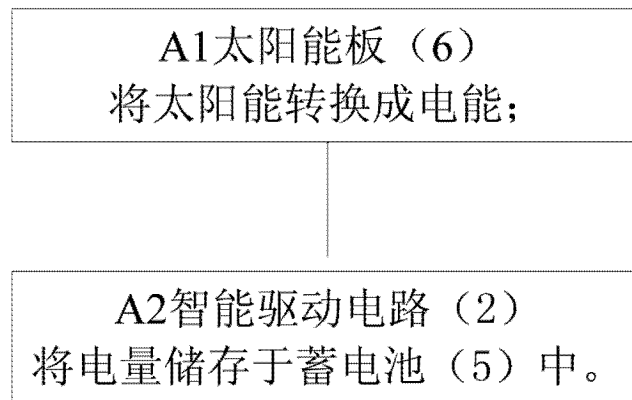 A1太阳能板（6）
将太阳能转换成电能；
A2智能驱动电路（2）
将电量储存于蓄电池（5）中。